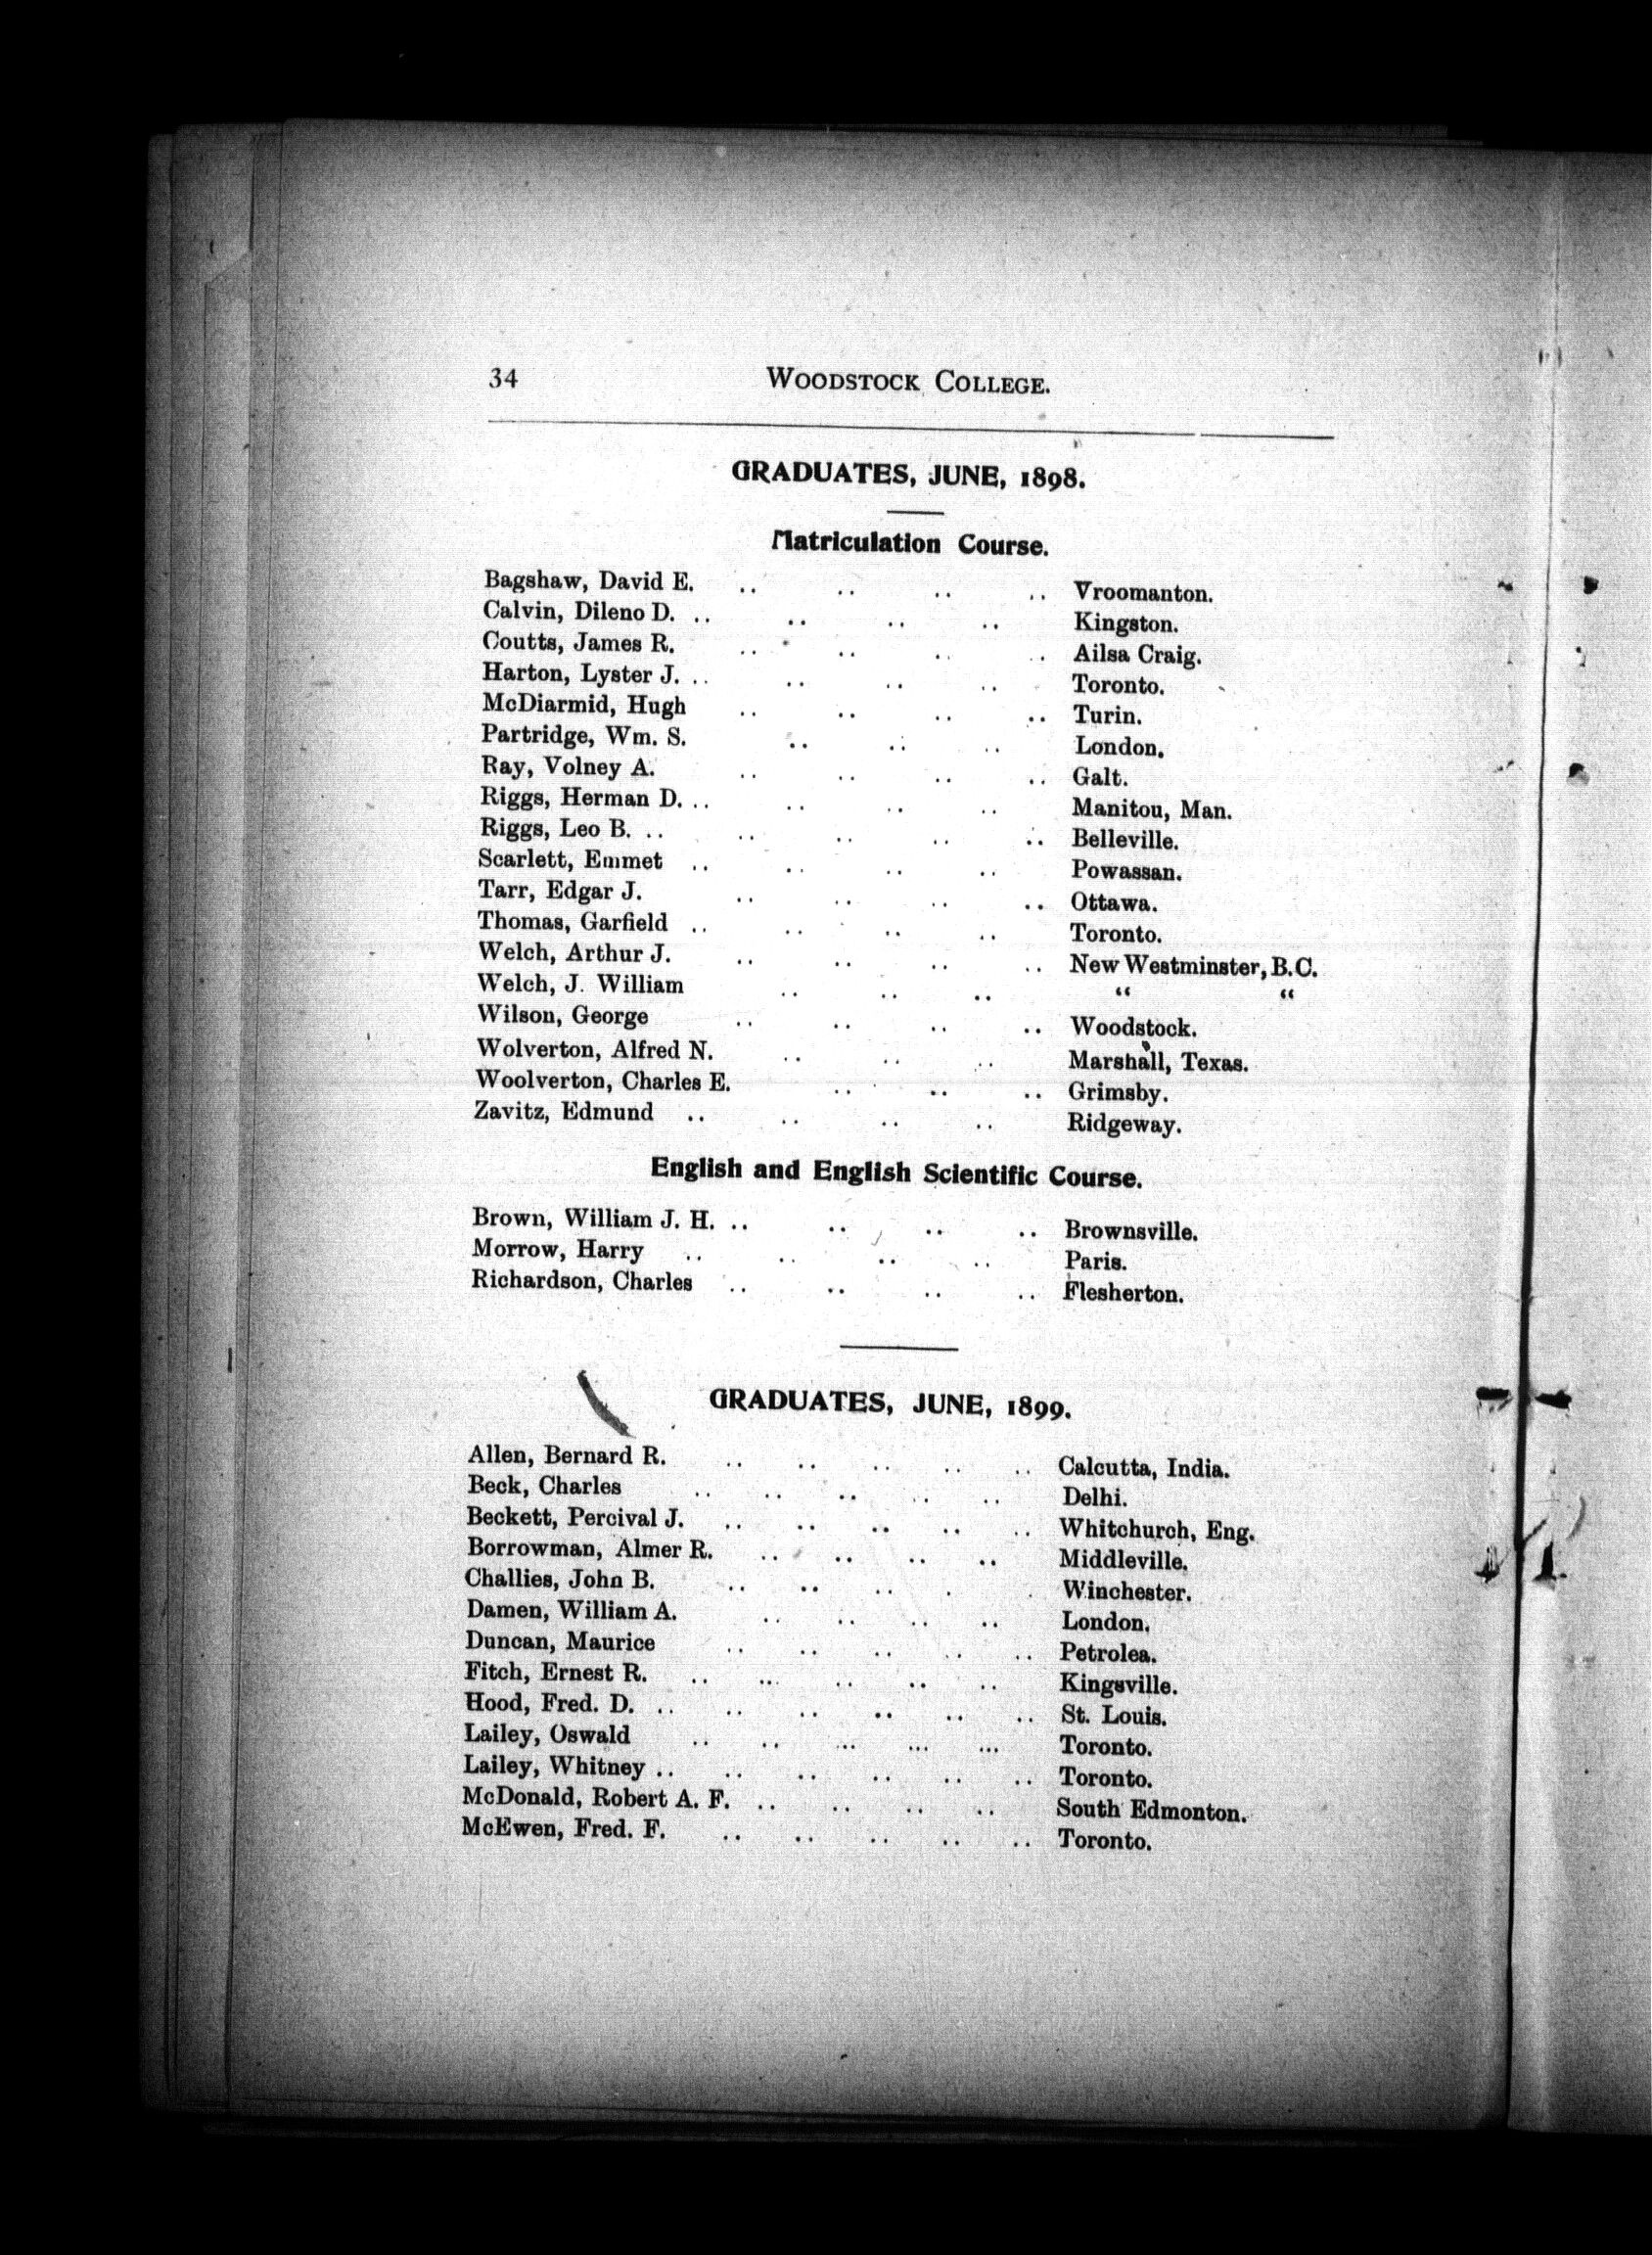 34 WOODSTOCK COLLEGE.
GRADUATES, JUNE, 1898.
Matriculation Course.
Bagshaw, David E. .. .. .. .. Vroomanton.
Calvin, Dileno D. .. .. .. .. Kingston.
Coutts, James R. .. .. .. .. Ailsa Craig.
Harton, Lyster J. .. .. .. .. Toronto.
McDiarmid, Hugh .. .. .. .. Turin.
Partridge, Wm. S. .. .. .. London.
Ray, Volney A. .. .. .. .. Galt.
Riggs, Herman D. .. .. .. .. Manitou, Man.
Riggs, Leo B. .. .. .. .. .. Belleville.
Scarlett, Emmet .. .. .. .. Powassan.
Tarr, Edgar J. .. .. .. .. Ottawa.
Thomas, Garfield .. .. .. .. Toronto.
Welch, Arthur J. .. .. .. .. New Westminster, B.C.
Welch, J. William .. .. .. “ “
Wilson, George .. .. .. .. Woodstock.
Wolverton, Alfred N. .. .. .. Marshall, Texas.
Woolverton, Charles E. .. .. .. Grimsby.
Zavitz, Edmund .. .. .. .. Ridgeway.
English and English Scientific Course.
Brown, William J. H. .. .. .. .. Brownsville.
Morrow, Harry .. .. .. .. Paris.
Richardson, Charles .. .. .. .. Flesherton.
GRADUATES, JUNE, 1899.
Allen, Bernard R. .. .. .. .. .. Calcutta, India.
Beck, Charles .. .. .. .. .. Delhi.
Beckett, Percival J. .. .. .. .. .. Whitchurch, Eng.
Borrowman, Almer R. .. .. .. .. Middleville.
Challies, John B. .. .. .. . . Winchester.
Damen, William A. .. .. .. .. London.
Duncan, Maurice .. .. .. .. .. Petrolea.
Fitch, Ernest R. .. .. .. .. .. Kingsville.
Hood, Fred. D. .. .. .. .. .. .. St. Louis.
Lailey, Oswald .. .. .. ... ... Toronto.
Lailey, Whitney .. .. .. .. .. .. Toronto.
McDonald, Robert A. F. .. .. .. .. South Edmonton.
McEwen, Fred. F. .. .. .. .. .. Toronto.